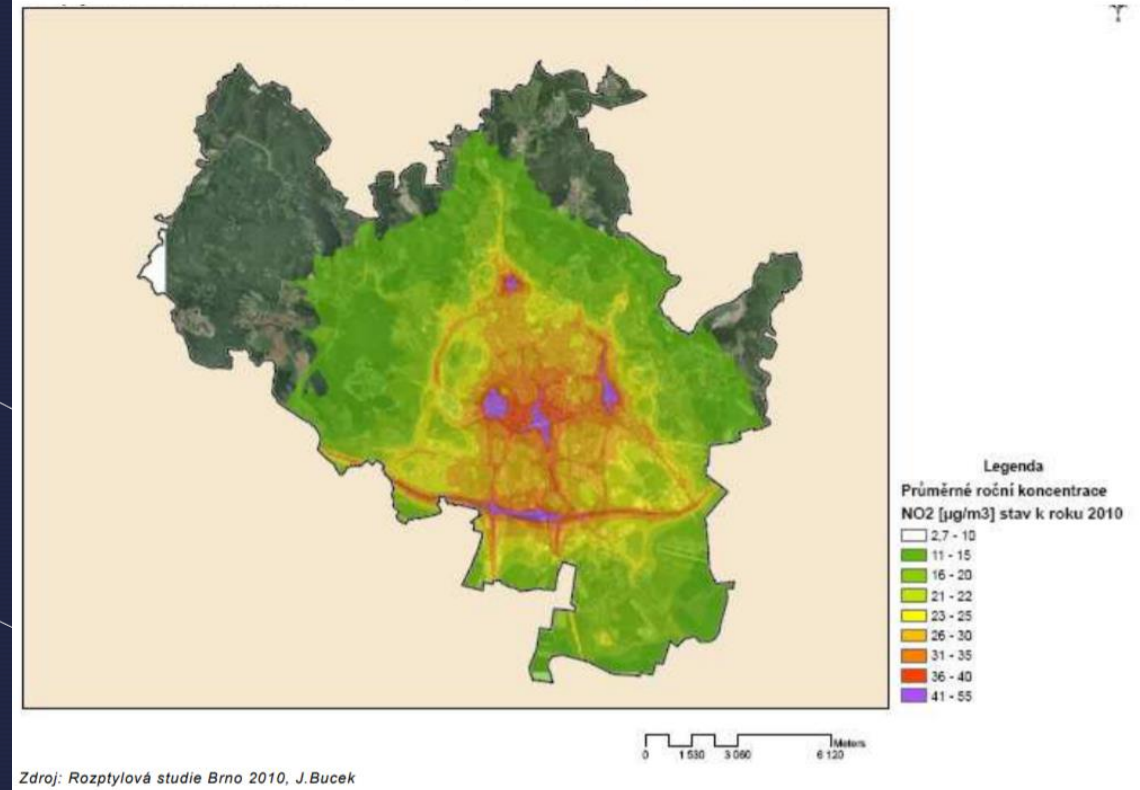 Legenda
Průměrné roční koncentrace
NO2 [µg/m3] stav k roku 2010
2,7 - 10
11 - 15
16 - 20
21 - 22
23 - 25
26 - 30
31 - 35
36 - 40
41 - 55
Meters
0 1 530 3 060 6 120
Zdroj: Rozptylová studie Brno 2010, J.Bucek